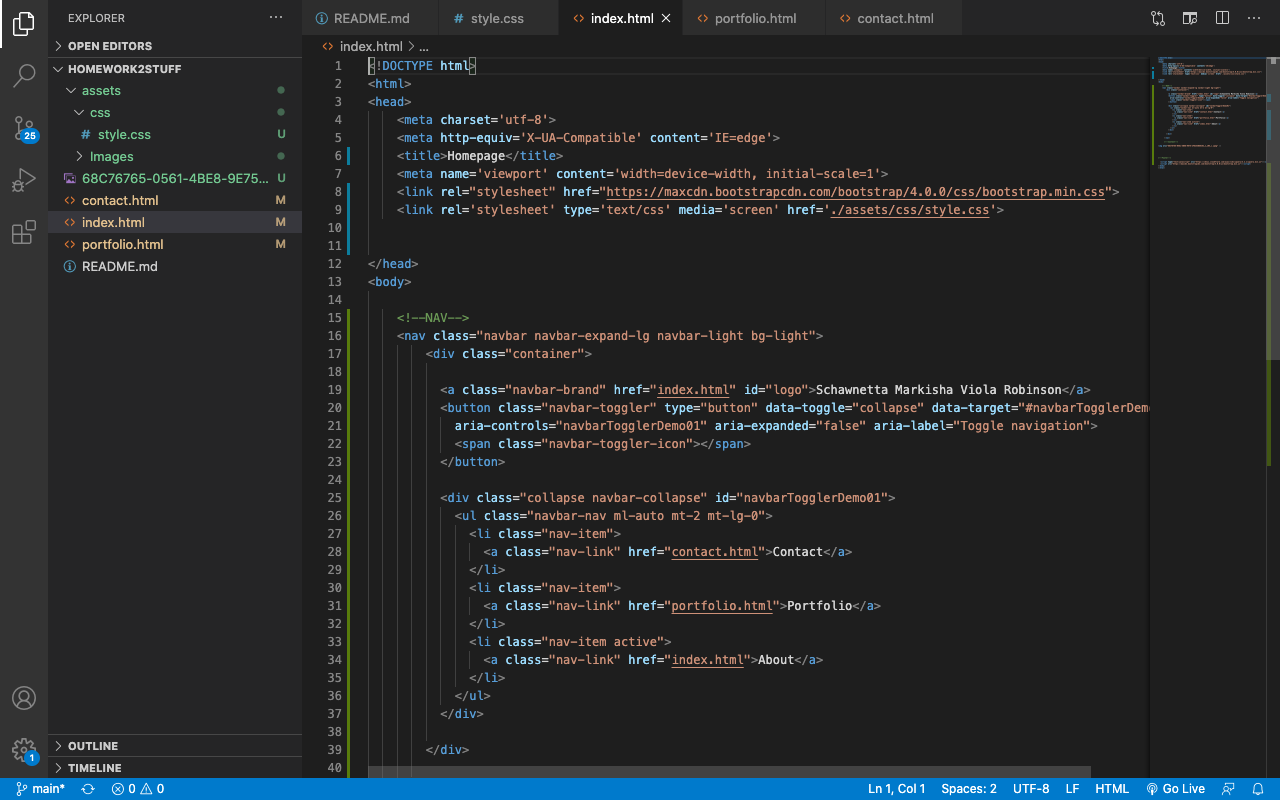 EXPLORER
OPEN EDITORS
HOMEWORK2STUFF
assets
css
# style.css U
Images
68C76765-0561-4BE8-9E75... U
<> contact.html M
<> index.html M
<> portfolio.html M
README.md
25
1
OUTLINE
TIMELINE
README.md
# style.css
<> index.html
<> portfolio.html
<> contact.html
<> index.html > ...
1 <!DOCTYPE html>
2 <html>
3 <head>
4 <meta charset='utf-8'>
5 <meta http-equiv='X-UA-Compatible' content='IE=edge'>
6 <title>Homepage</title>
7 <meta name='viewport' content='width=device-width, initial-scale=1'>
8 <link rel="stylesheet" href="https://maxcdn.bootstrapcdn.com/bootstrap/4.0.0/css/bootstrap.min.css">
9 <link rel='stylesheet' type='text/css' media='screen' href='./assets/css/style.css'>
10
11
12 </head>
13 <body>
14
15 <!--NAV-->
16 <nav class="navbar navbar-expand-lg navbar-light bg-light">
17 <div class="container">
18
19 <a class="navbar-brand" href="index.html" id="logo">Schawnetta Markisha Viola Robinson</a>
20 <button class="navbar-toggler" type="button" data-toggle="collapse" data-target="#navbarTogglerDemo
21 aria-controls="navbarTogglerDemo01" aria-expanded="false" aria-label="Toggle navigation">
22 <span class="navbar-toggler-icon"></span>
23 </button>
24
25 <div class="collapse navbar-collapse" id="navbarTogglerDemo01">
26 <ul class="navbar-nav ml-auto mt-2 mt-lg-0">
27 <li class="nav-item">
28 <a class="nav-link" href="contact.html">Contact</a>
29 </li>
30 <li class="nav-item">
31 <a class="nav-link" href="portfolio.html">Portfolio</a>
32 </li>
33 <li class="nav-item active">
34 <a class="nav-link" href="index.html">About</a>
35 </li>
36 </ul>
37 </div>
38
39 </div>
40
main* 0 0 Ln 1, Col 1 Spaces: 2 UTF-8 LF HTML Go Live